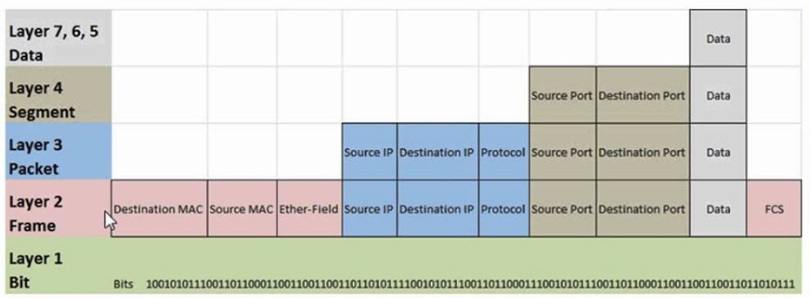 Layer 7, 6, 5
Data
Data
Layer 4
Segment
Source Port Destination Port Data
Layer 3
Packet
Source IP Destination IP Protocol Source Port Destination Port Data
Layer 2
Frame
Destination MAC Source MAC Ether-Field Source IP Destination IP Protocol Source Port Destination Port Data FCS
Layer 1
Bit
Bits